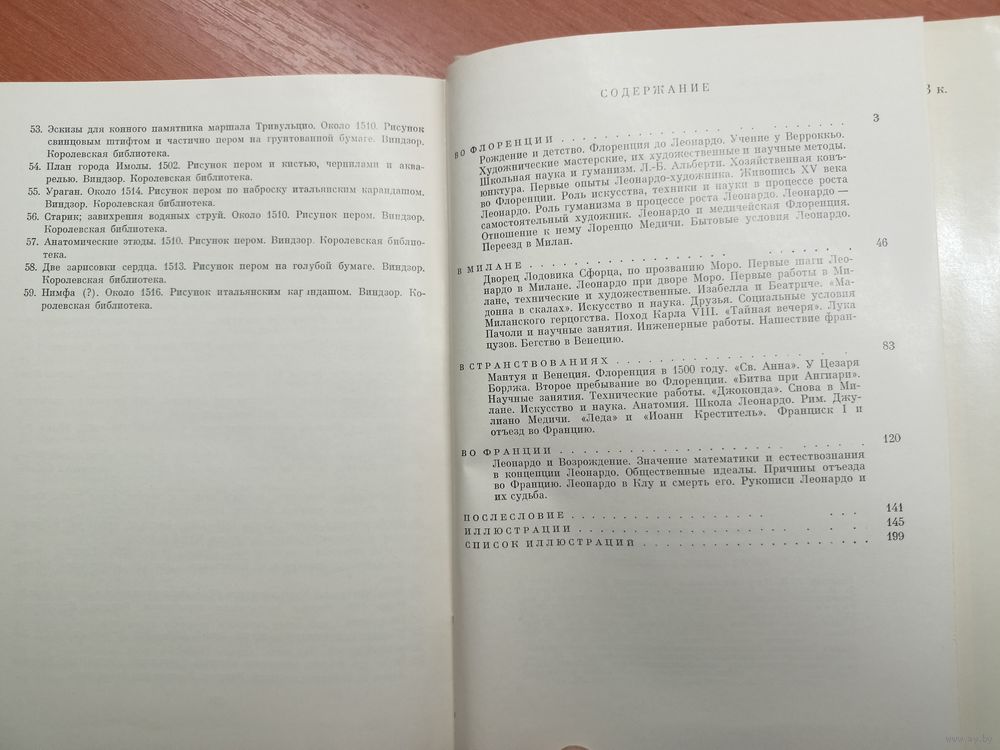 53. Эскизы для конного памятника маршала Тривульцио. Около 1510. Рисунок
свинцовым штифтом и частично пером на грунтованной бумаге. Виндзор.
Королевская библиотека.
54. План города Имолы. 1502. Рисунок пером и кистью, чернилами и аква-
релью. Виндзор. Королевская библиотека.
55. Ураган. Около 1514. Рисунок пером по наброску итальянским карандашом.
Виндзор. Королевская библиотека.
56. Старик; завихрения водяных струй. Около 1510. Рисунок пером. Виндзор.
Королевская библиотека.
57. Анатомические этюды. 1510. Рисунок пером. Виндзор. Королевская библио-
тека.
58. Две зарисовки сердца. 1513. Рисунок пером на голубой бумаге. Виндзор.
Королевская библиотека.
59. Нимфа (?). Около 1516. Рисунок итальянским карандашом. Виндзор. Ко-
ролевская библиотека.
СОДЕРЖАНИЕ
ВО ФЛОРЕНЦИИ . . . . . . . . . . . . . . . . . . 3
Рождение и детство. Флоренция до Леонардо. Учение у Верроккьо.
Художнические мастерские, их художественные и научные методы.
Школьная наука и гуманизм. Л.-Б. Альберти. Хозяйственная конъ-
юнктура. Первые опыты Леонардо-художника. Живопись XV века
во Флоренции. Роль искусства, техники и науки в процессе роста
Леонардо. Роль гуманизма в процессе роста Леонардо. Леонардо —
самостоятельный художник. Леонардо и медичейская Флоренция.
Отношение к нему Лоренцо Медичи. Бытовые условия Леонардо.
Переезд в Милан.
В МИЛАНЕ . . . . . . . . . . . . . . . . . . 46
Дворец Лодовика Сфорца, по прозванию Моро. Первые шаги Лео-
нардо в Милане. Леонардо при дворе Моро. Первые работы в Ми-
лане, технические и художественные. Изабелла и Беатриче. «Ма-
донна в скалах». Искусство и наука. Друзья. Социальные условия
Миланского герцогства. Поход Карла VIII. «Тайная вечеря». Лука
Пачоли и научные занятия. Инженерные работы. Нашествие фран-
цузов. Бегство в Венецию.
В СТРАНСТВОВАНИЯХ . . . . . . . . . . . . . . . . 83
Мантуя и Венеция. Флоренция в 1500 году. «Св. Анна». У Цезаря
Борджа. Второе пребывание во Флоренции. «Битва при Ангиари».
Научные занятия. Технические работы. «Джоконда». Снова в Ми-
лане. Искусство и наука. Анатомия. Школа Леонардо. Рим. Джу-
лиано Медичи. «Леда» и «Иоанн Креститель». Франциск I и
отъезд во Францию.
ВО ФРАНЦИИ . . . . . . . . . . . . . . . . . . 120
Леонардо и Возрождение. Значение математики и естествознания
в концепции Леонардо. Общественные идеалы. Причины отъезда
во Францию. Леонардо в Клу и смерть его. Рукописи Леонардо и
их судьба.
ПОСЛЕСЛОВИЕ . . . . . . . . . . . . . . . . . . 141
ИЛЛЮСТРАЦИИ . . . . . . . . . . . . . . . . . . 145
СПИСОК ИЛЛЮСТРАЦИЙ . . . . . . . . . . . . . . . . 199
к.
www.ay.by